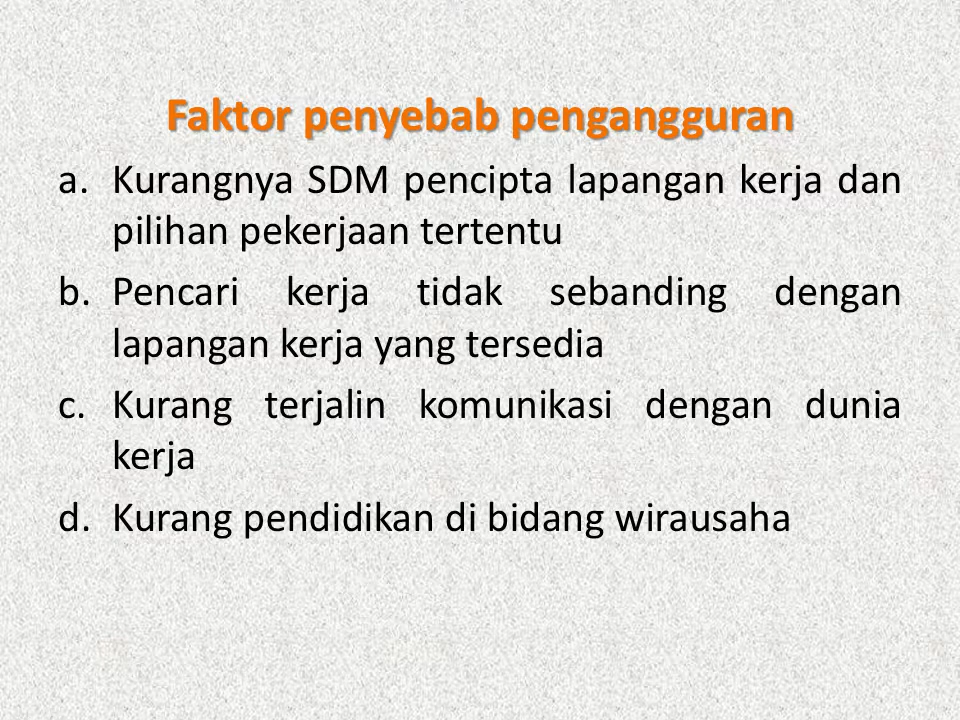 Faktor penyebab pengangguran
a. Kurangnya SDM pencipta lapangan kerja dan
pilihan pekerjaan tertentu
b. Pencari kerja tidak sebanding dengan
lapangan kerja yang tersedia
c. Kurang terjalin komunikasi dengan dunia
kerja
d. Kurang pendidikan di bidang wirausaha